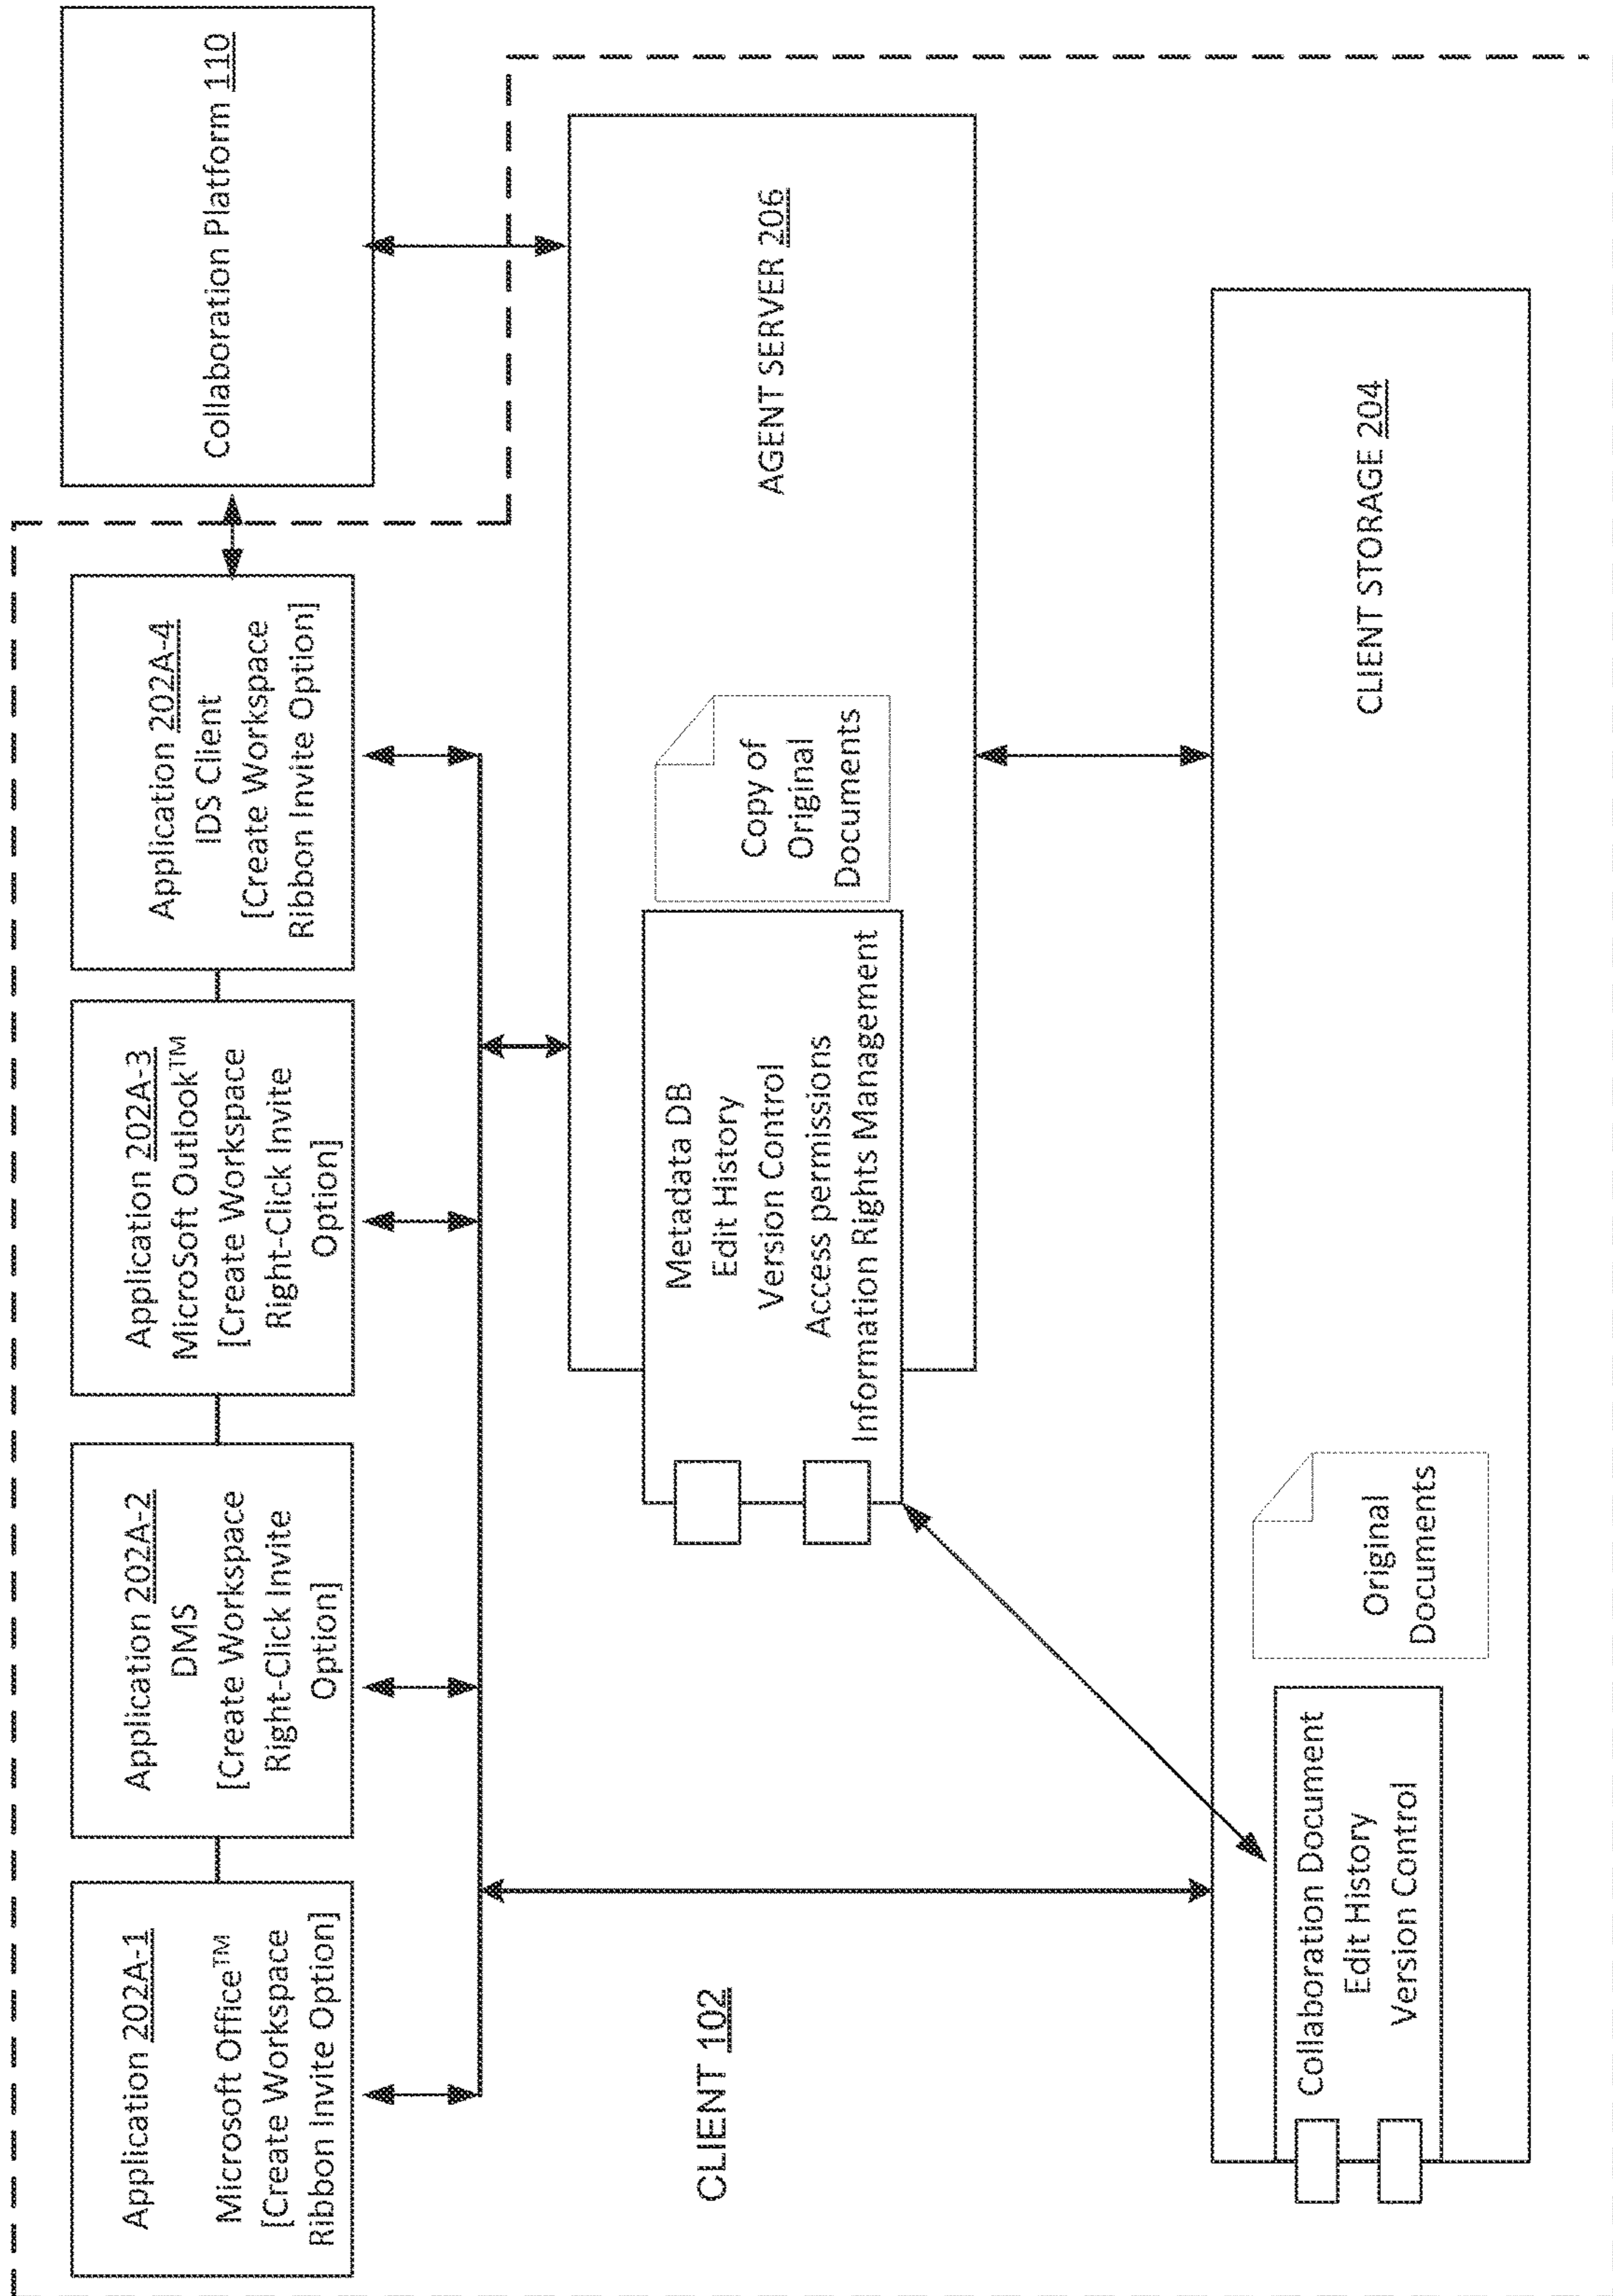 Application 202A-1
Microsoft Office™
[Create Workspace
Ribbon Invite Option]
Application 202A-2
DMS
[Create Workspace
Right-Click Invite
Option]
Application 202A-3
MicroSoft Outlook™
[Create Workspace
Right-Click Invite
Option]
Application 202A-4
IDS Client
[Create Workspace
Ribbon Invite Option]
Collaboration Platform 110
CLIENT 102
Metadata DB
Edit History
Version Control
Access permissions
Information Rights Management
Copy of
Original
Documents
AGENT SERVER 206
Collaboration Document
Edit History
Version Control
Original
Documents
CLIENT STORAGE 204